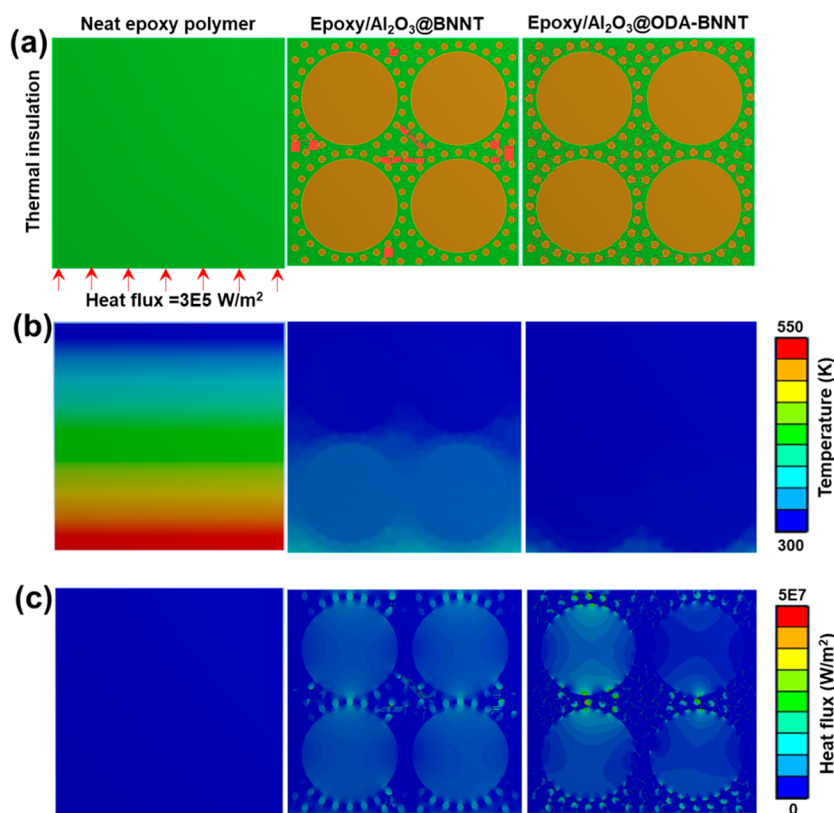 (a)
Neat epoxy polymer
Epoxy/Al₂O₃@BNNT
Epoxy/Al₂O₃@ODA-BNNT
Thermal insulation
Heat flux =3E5 W/m²
(b)
550
Temperature (K)
300
(c)
5E7
Heat flux (W/m²)
0